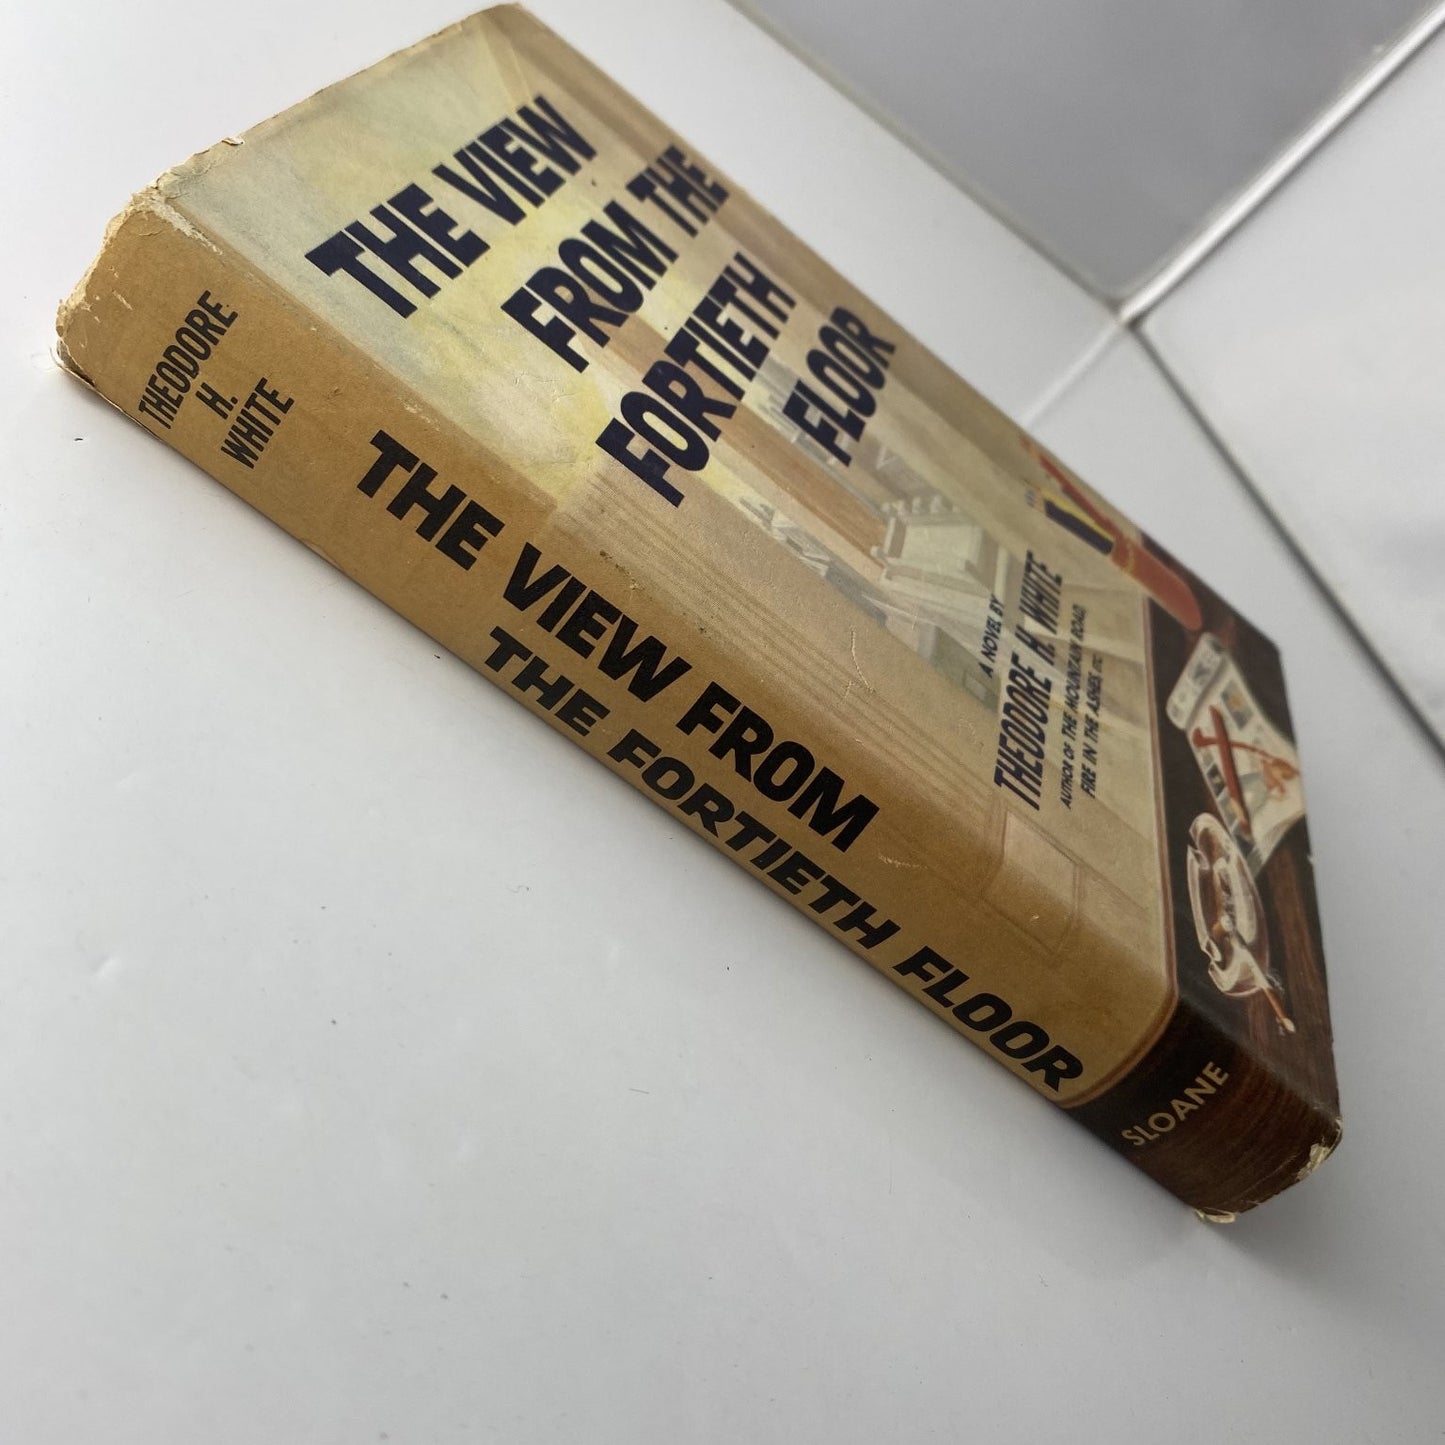 THE VIEW
FROM THE
FORTIETH
FLOOR
A NOVEL BY
THEODORE H. WHITE
AUTHOR OF THE MOUNTAIN ROAD,
FIRE IN THE ASHES, ETC.
THEODORE
H.
WHITE
THE VIEW FROM
THE FORTIETH FLOOR
SLOANE